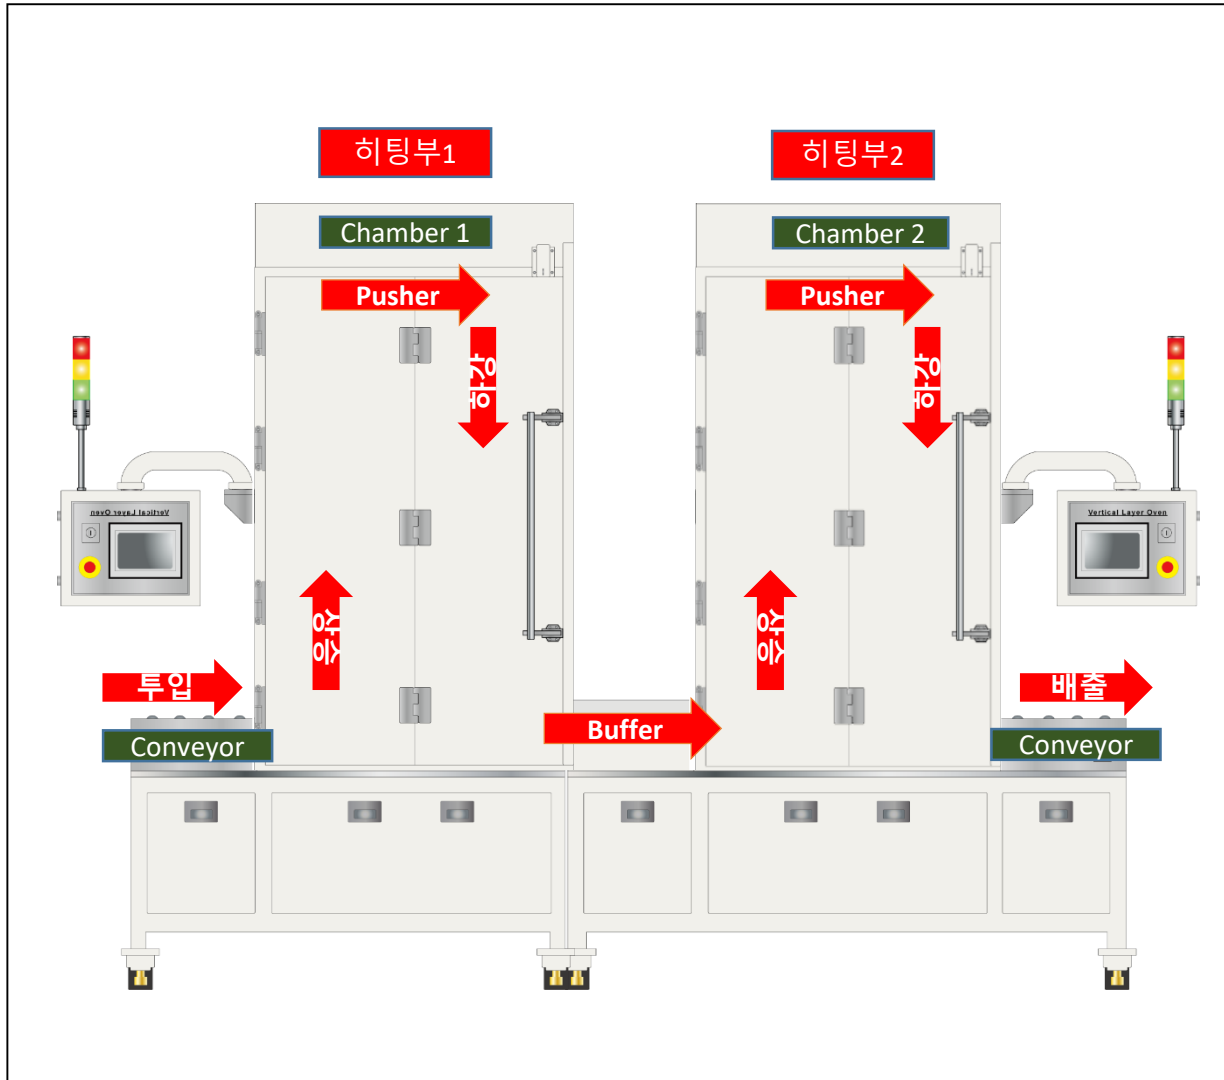 히팅부1
히팅부2
Chamber 1
Chamber 2
Pusher
Pusher
하강
하강
Vertical Layer Oven
Vertical Layer Oven
상승
상승
투입
배출
Buffer
Conveyor
Conveyor